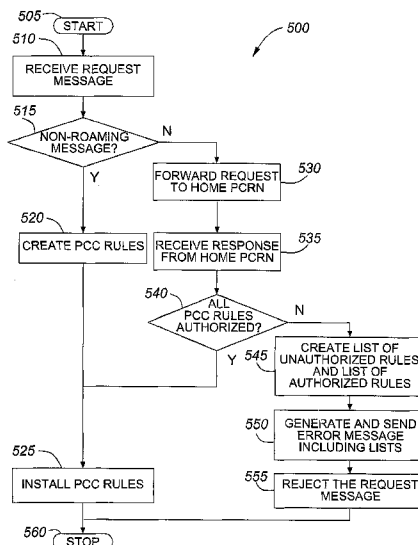 505
START
500
510
RECEIVE REQUEST
MESSAGE
515
NON-ROAMING
MESSAGE?
N
Y
FORWARD REQUEST
TO HOME PCRN
530
520
CREATE PCC RULES
RECEIVE RESPONSE
FROM HOME PCRN
535
540
ALL
PCC RULES
AUTHORIZED?
N
Y
CREATE LIST OF
UNAUTHORIZED RULES
AND LIST OF
AUTHORIZED RULES
545
GENERATE AND SEND
ERROR MESSAGE
INCLUDING LISTS
550
525
INSTALL PCC RULES
555
REJECT THE REQUEST
MESSAGE
560
STOP